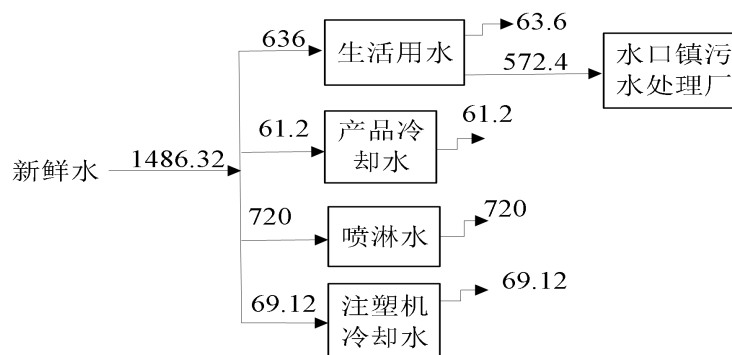 63.6
636
生活用水
572.4
水口镇污
水处理厂
61.2
61.2
产品冷
却水
新鲜水
1486.32
720
喷淋水
720
69.12
注塑机
冷却水
69.12